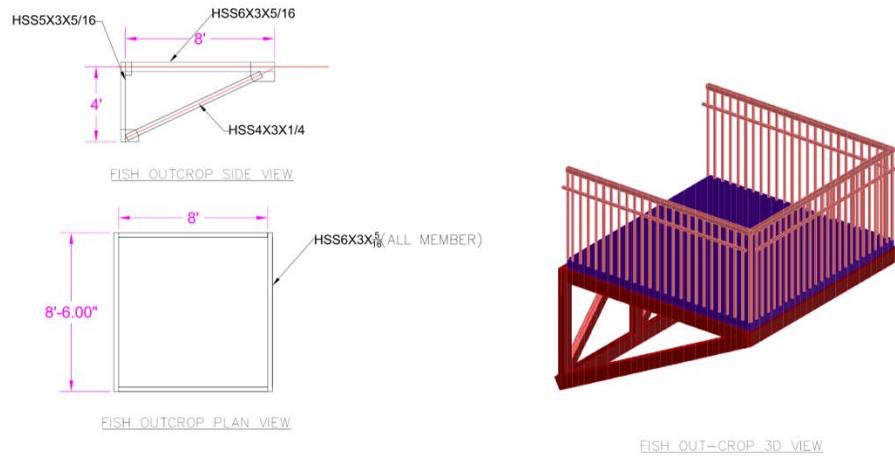 HSS5X3X5/16
HSS6X3X5/16
8'
4'
HSS4X3X1/4
FISH OUTCROP SIDE VIEW
8'
HSS6X3X5/16(ALL MEMBER)
8'-6.00"
FISH OUTCROP PLAN VIEW
FISH OUT-CROP 3D VIEW